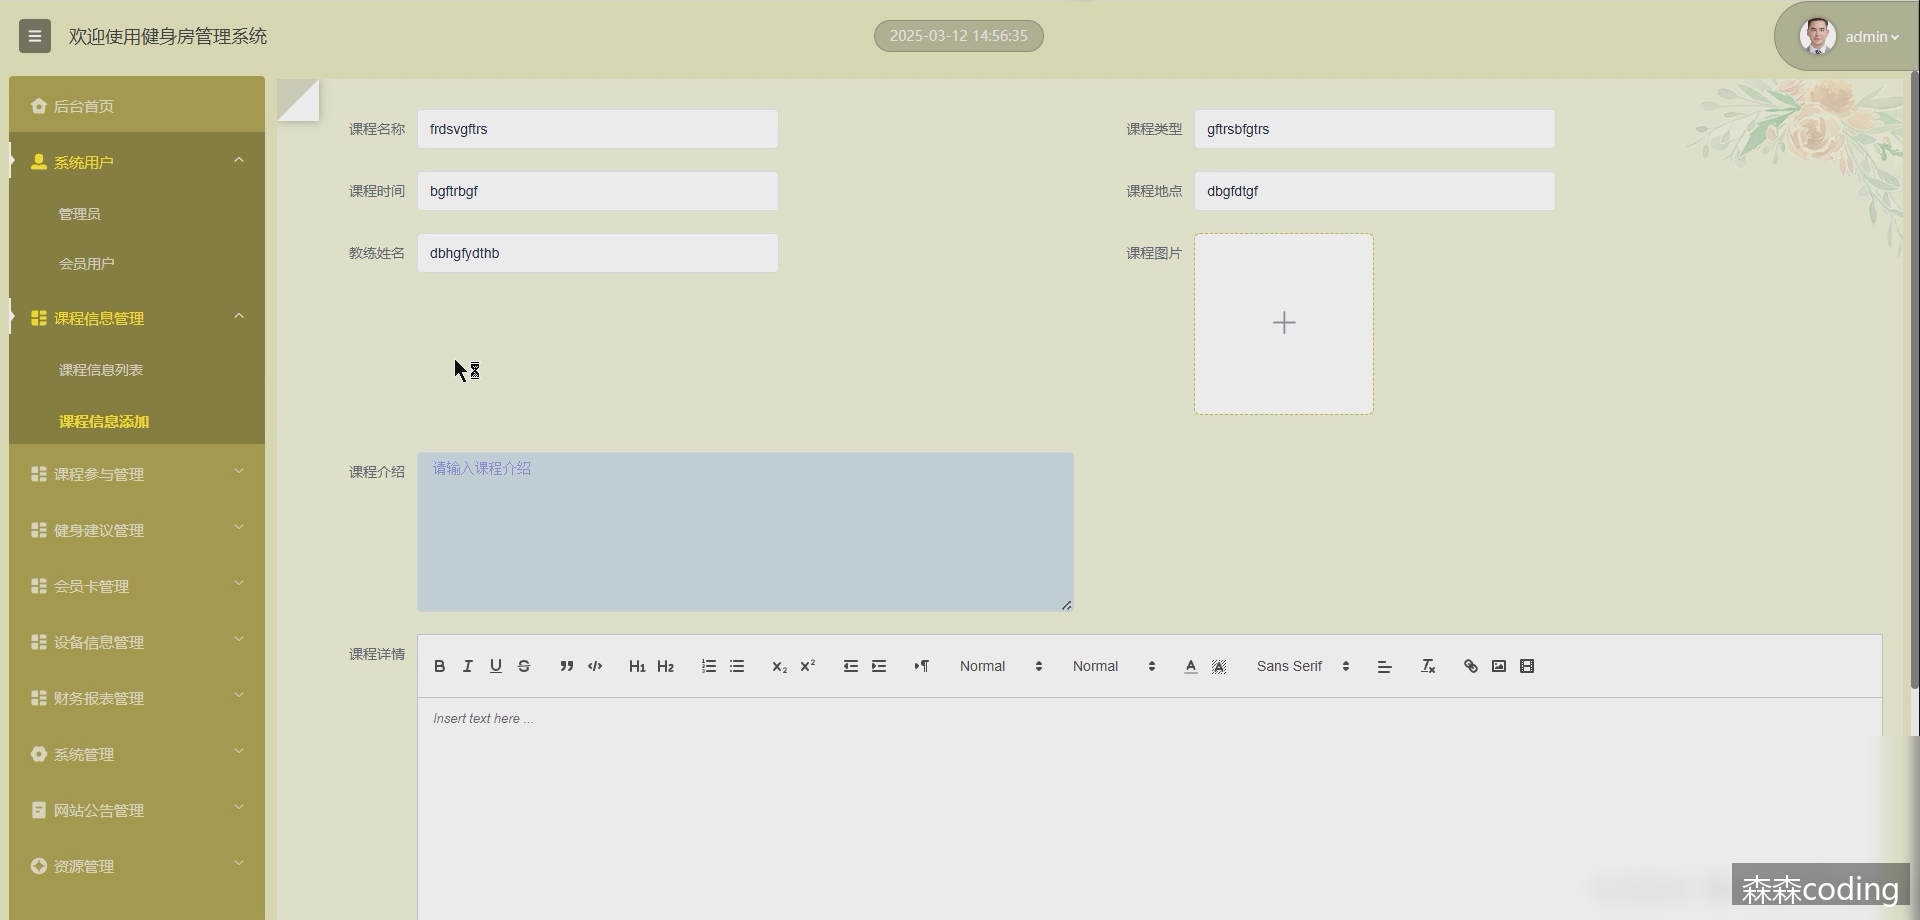 欢迎使用健身房管理系统
2025-03-12 14:56:35
admin
后台首页
系统用户
管理员
会员用户
课程信息管理
课程信息列表
课程信息添加
课程参与管理
健身建议管理
会员卡管理
设备信息管理
财务报表管理
系统管理
网站公告管理
资源管理
课程名称 frdsvgftrs
课程类型 gftrsbfgtrs
课程时间 bgftrbgf
课程地点 dbgfdtgf
教练姓名 dbhgfydthb
课程图片
课程介绍 请输入课程介绍
课程详情
Normal Normal Sans Serif
Insert text here ...
森森coding